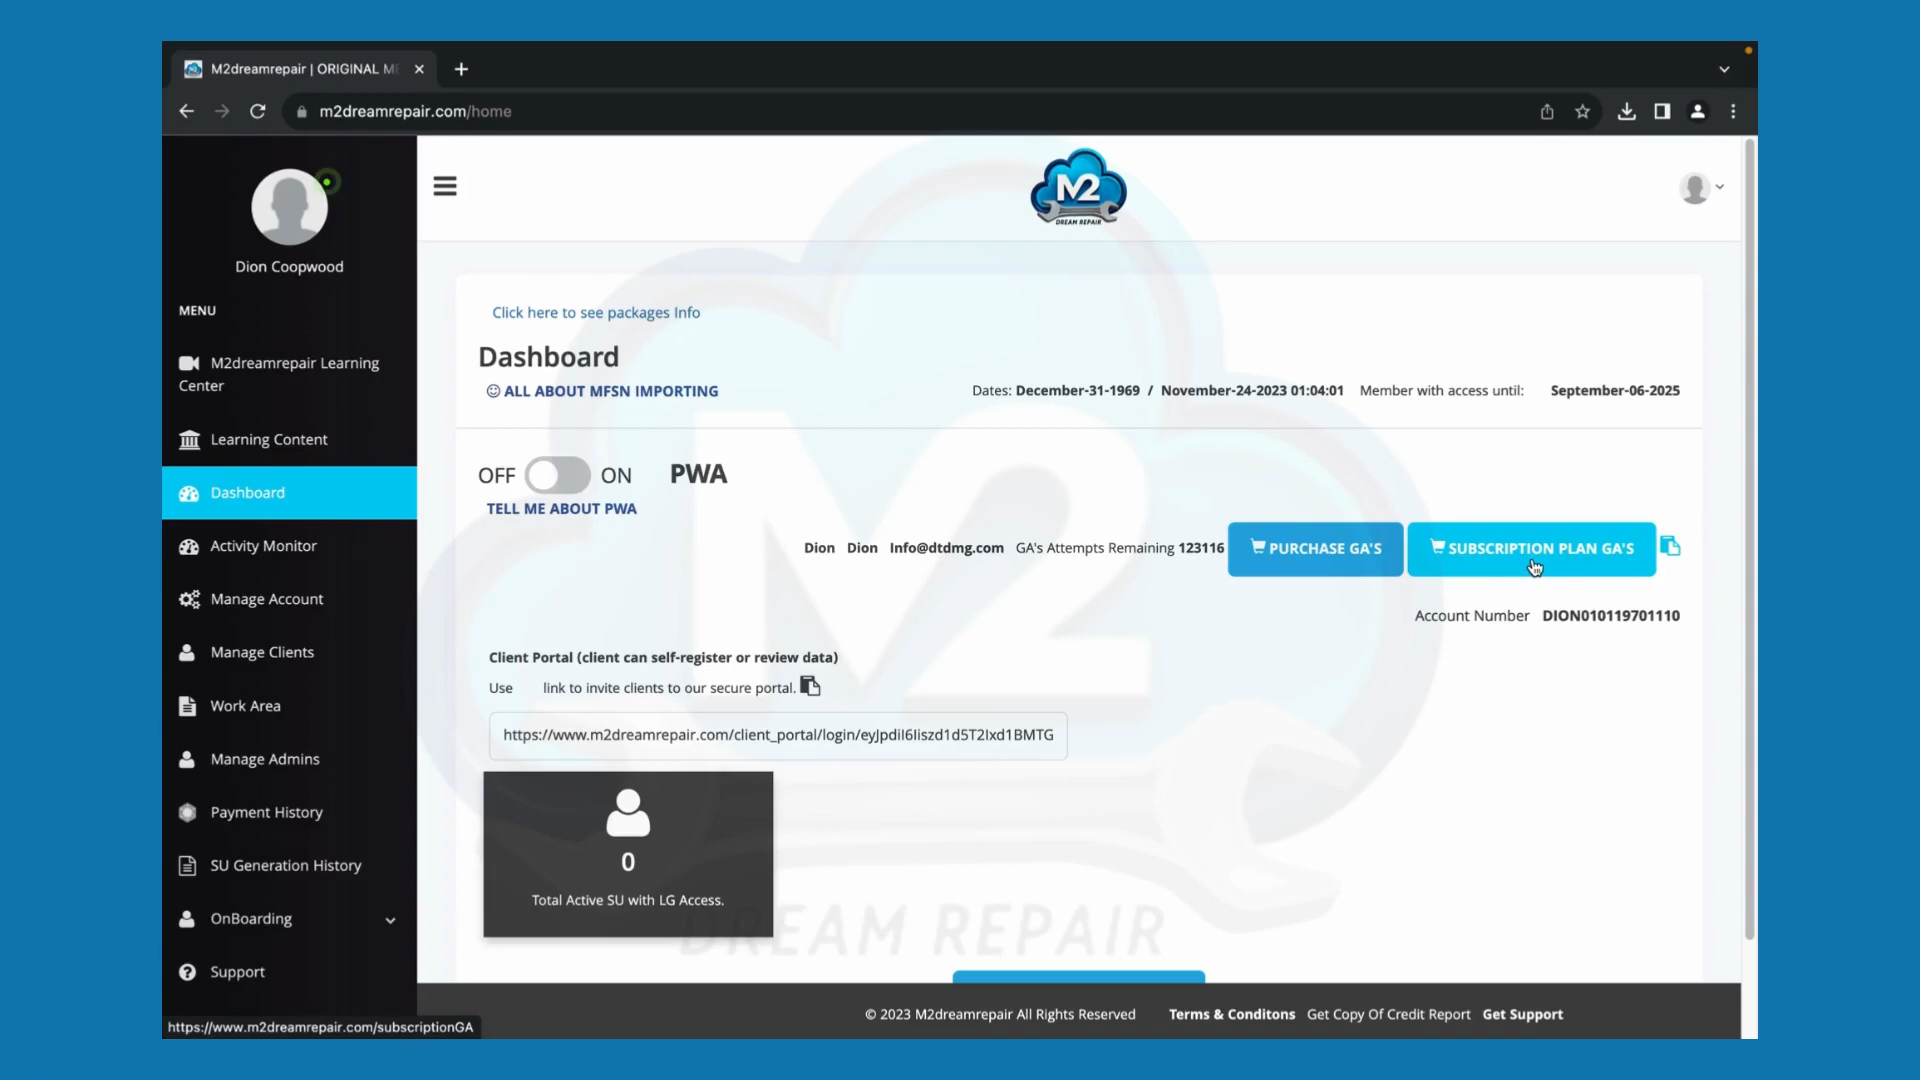 M2dreamrepair | ORIGINAL ME
m2dreamrepair.com/home
M2
DREAM REPAIR
Dion Coopwood
MENU
M2dreamrepair Learning
Center
Learning Content
Dashboard
Activity Monitor
Manage Account
Manage Clients
Work Area
Manage Admins
Payment History
SU Generation History
OnBoarding
Support
https://www.m2dreamrepair.com/subscriptionGA
Click here to see packages Info
Dashboard
ALL ABOUT MFSN IMPORTING
Dates: December-31-1969 / November-24-2023 01:04:01 Member with access until: September-06-2025
OFF ON PWA
TELL ME ABOUT PWA
Dion Dion Info@dtdmg.com GA's Attempts Remaining 123116 PURCHASE GA'S SUBSCRIPTION PLAN GA'S
Account Number DION010119701110
Client Portal (client can self-register or review data)
Use link to invite clients to our secure portal.
https://www.m2dreamrepair.com/client_portal/login/eyJpdiI6Iiszd1d5T2Ixd1BMTG
0
Total Active SU with LG Access.
M2
DREAM REPAIR
© 2023 M2dreamrepair All Rights Reserved Terms & Conditons Get Copy Of Credit Report Get Support